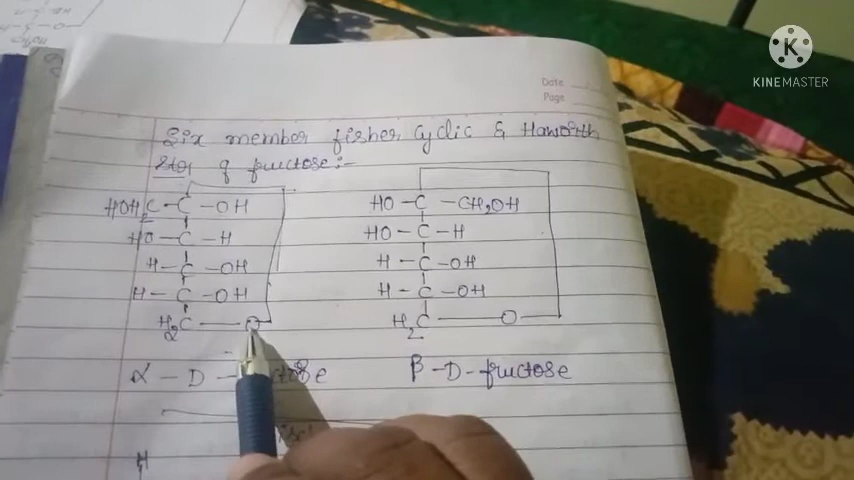 KINEMASTER
Date
Page
Six member fisher cyclic & Haworth
Str of fructose:-
HOH2C - C - OH
HO - C - H
H - C - OH
H - C - OH
H2C - O
α - D -
HO - C - CH2OH
HO - C - H
H - C - OH
H - C - OH
H2C - O
β - D - fructose
H
CH2OH